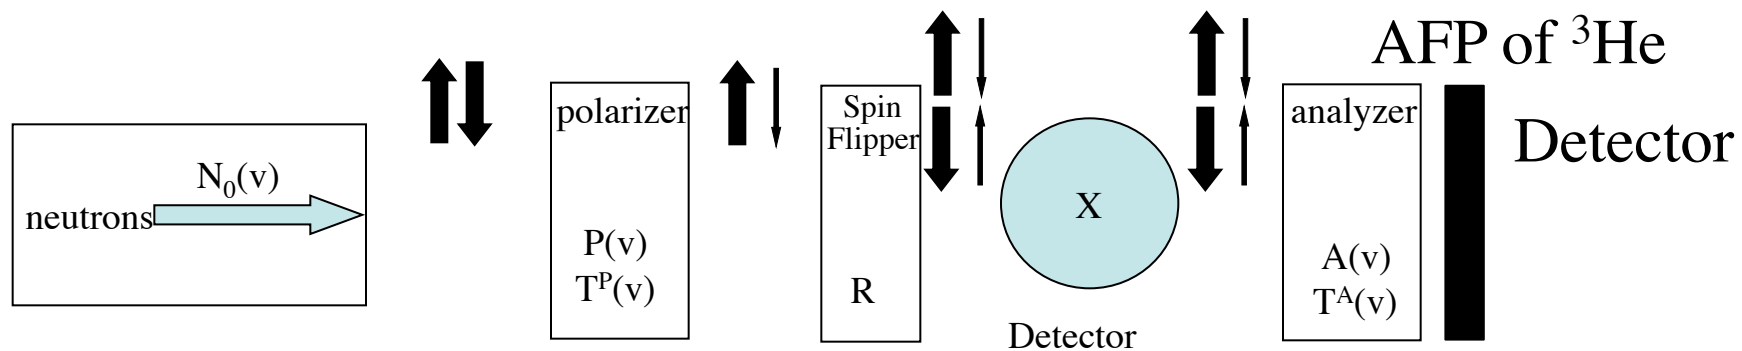 neutrons
N₀(v)
polarizer
P(v)
Tᴾ(v)
Spin
Flipper
R
X
Detector
analyzer
A(v)
Tᴬ(v)
AFP of ³He
Detector